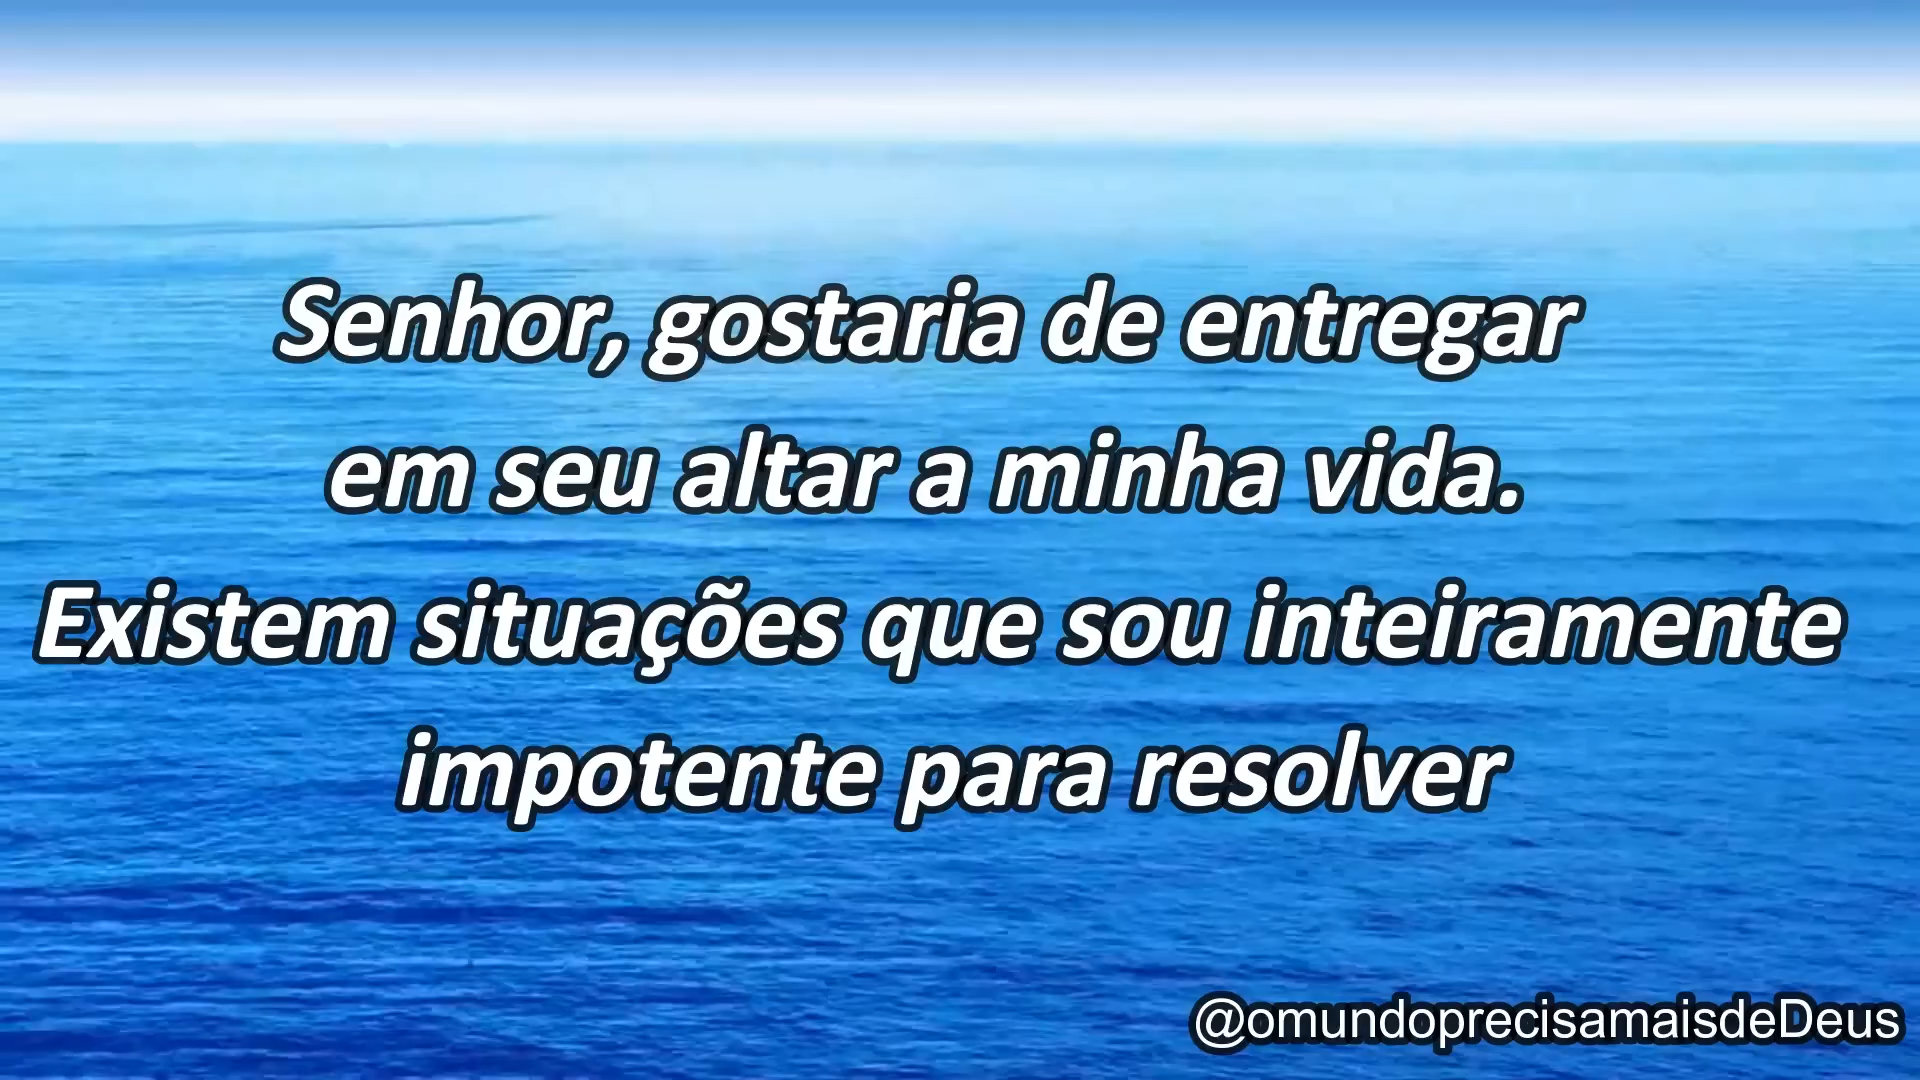 Senhor, gostaria de entregar
em seu altar a minha vida.
Existem situações que sou inteiramente
impotente para resolver
@omundoprecisamaisdeDeus